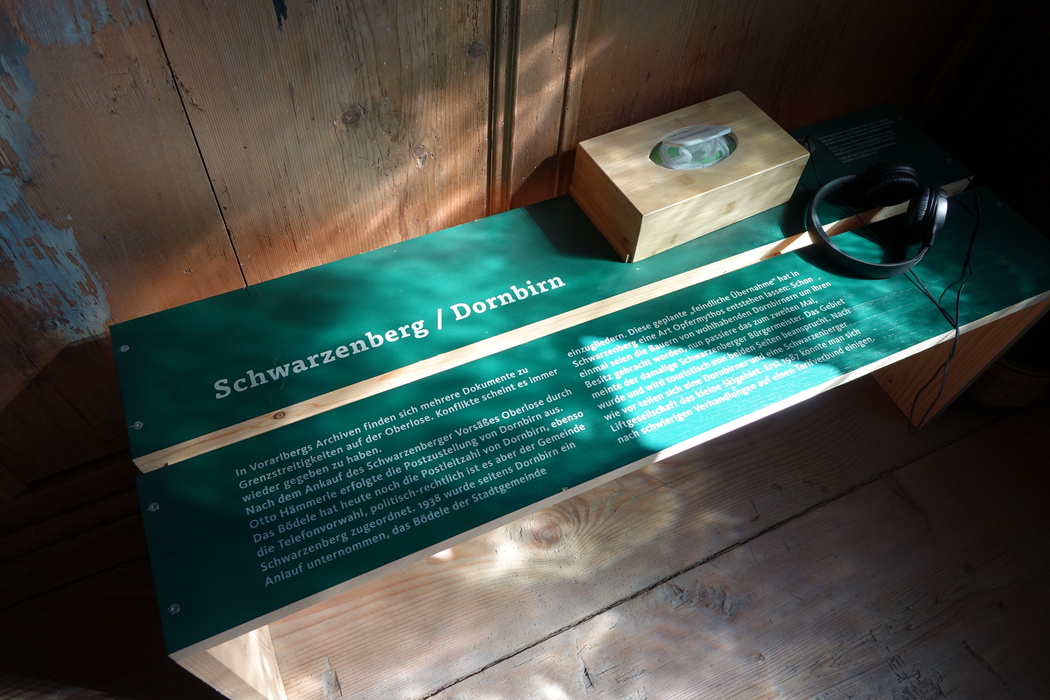 Schwarzenberg / Dornbirn
In Vorarlbergs Archiven finden sich mehrere Dokumente zu
Grenzstreitigkeiten auf der Oberlose. Konflikte scheint es immer
wieder gegeben zu haben.
Nach dem Ankauf des Schwarzenberger Vorsäßes Oberlose durch
Otto Hämmerle erfolgte die Postzustellung von Dornbirn aus.
Das Bödele hat heute noch die Postleitzahl von Dornbirn, ebenso
die Telefonvorwahl, politisch-rechtlich ist es aber der Gemeinde
Schwarzenberg zugeordnet. 1938 wurde seitens Dornbirn ein
Anlauf unternommen, das Bödele der Stadtgemeinde
einzugliedern. Diese geplante „feindliche Übernahme“ hat in
Schwarzenberg eine Art Opfermythos entstehen lassen: Schon
einmal seien die Bauern von wohlhabenden Dornbirnern um ihren
Besitz gebracht worden, nun passiere das zum zweiten Mal,
meinte der damalige Schwarzenberger Bürgermeister. Das Gebiet
wurde und wird touristisch von beiden Seiten beansprucht. Nach
wie vor teilen sich eine Dornbirner und eine Schwarzenberger
Liftgesellschaft das kleine Skigebiet. Erst 1987 konnte man sich
nach schwierigen Verhandlungen auf einen Tarifverbund einigen.